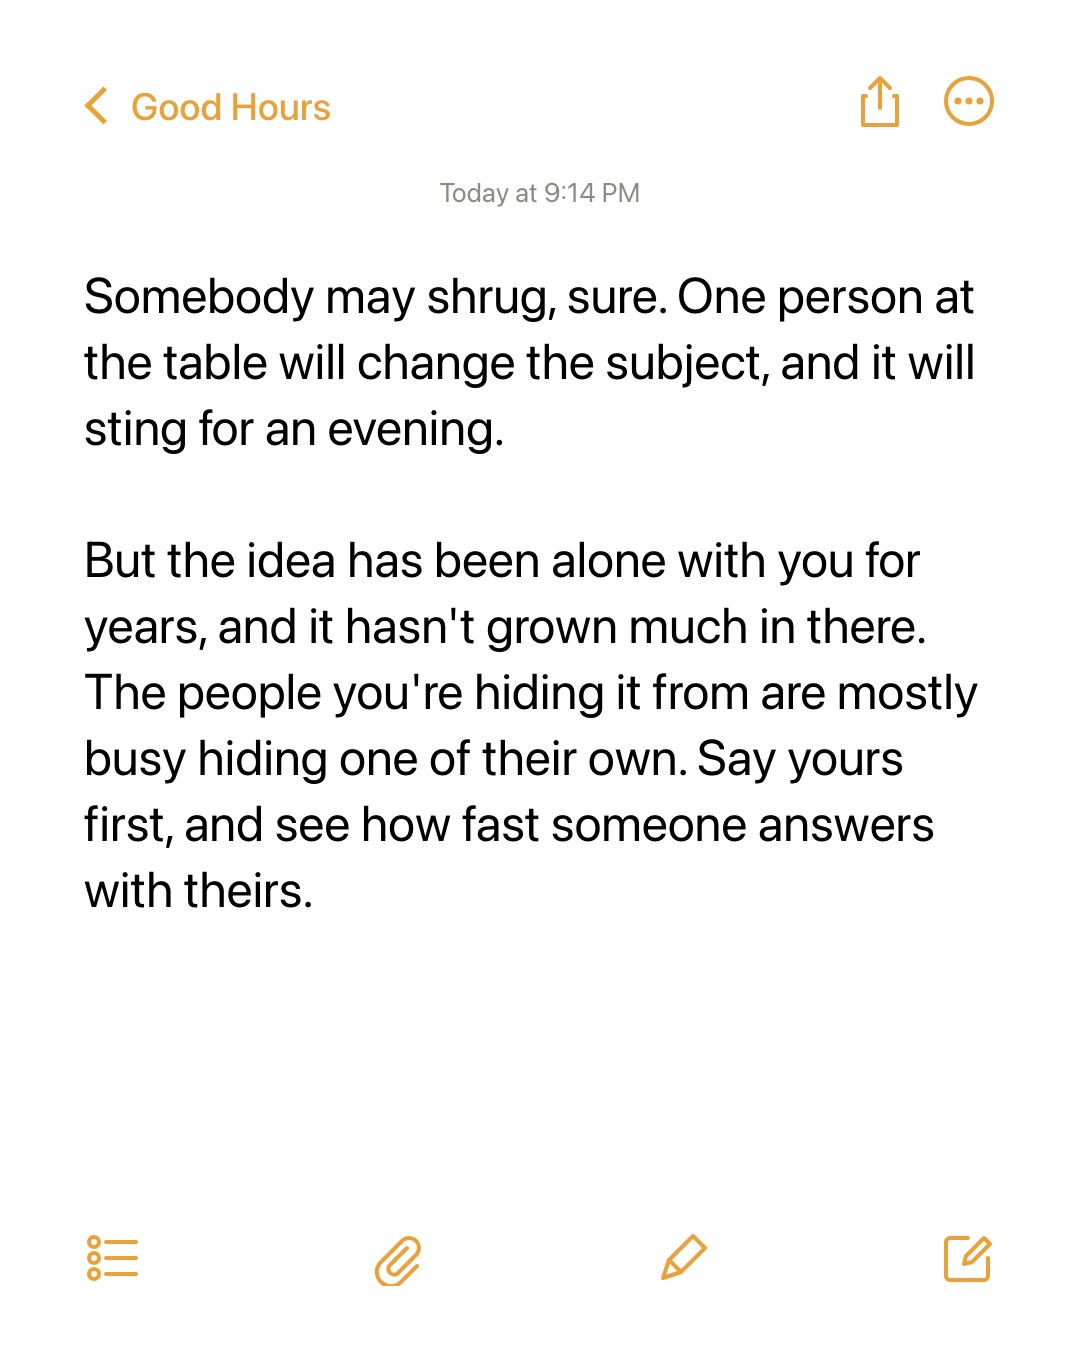 Good Hours
Today at 9:14 PM
Somebody may shrug, sure. One person at
the table will change the subject, and it will
sting for an evening.
But the idea has been alone with you for
years, and it hasn't grown much in there.
The people you're hiding it from are mostly
busy hiding one of their own. Say yours
first, and see how fast someone answers
with theirs.